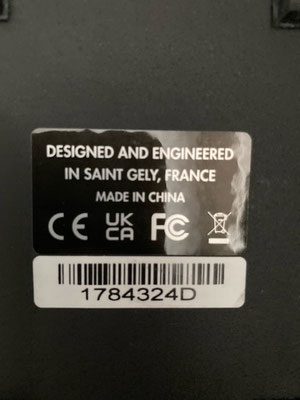 DESIGNED AND ENGINEERED
IN SAINT GELY, FRANCE
MADE IN CHINA
CE UK CA FC
1784324D